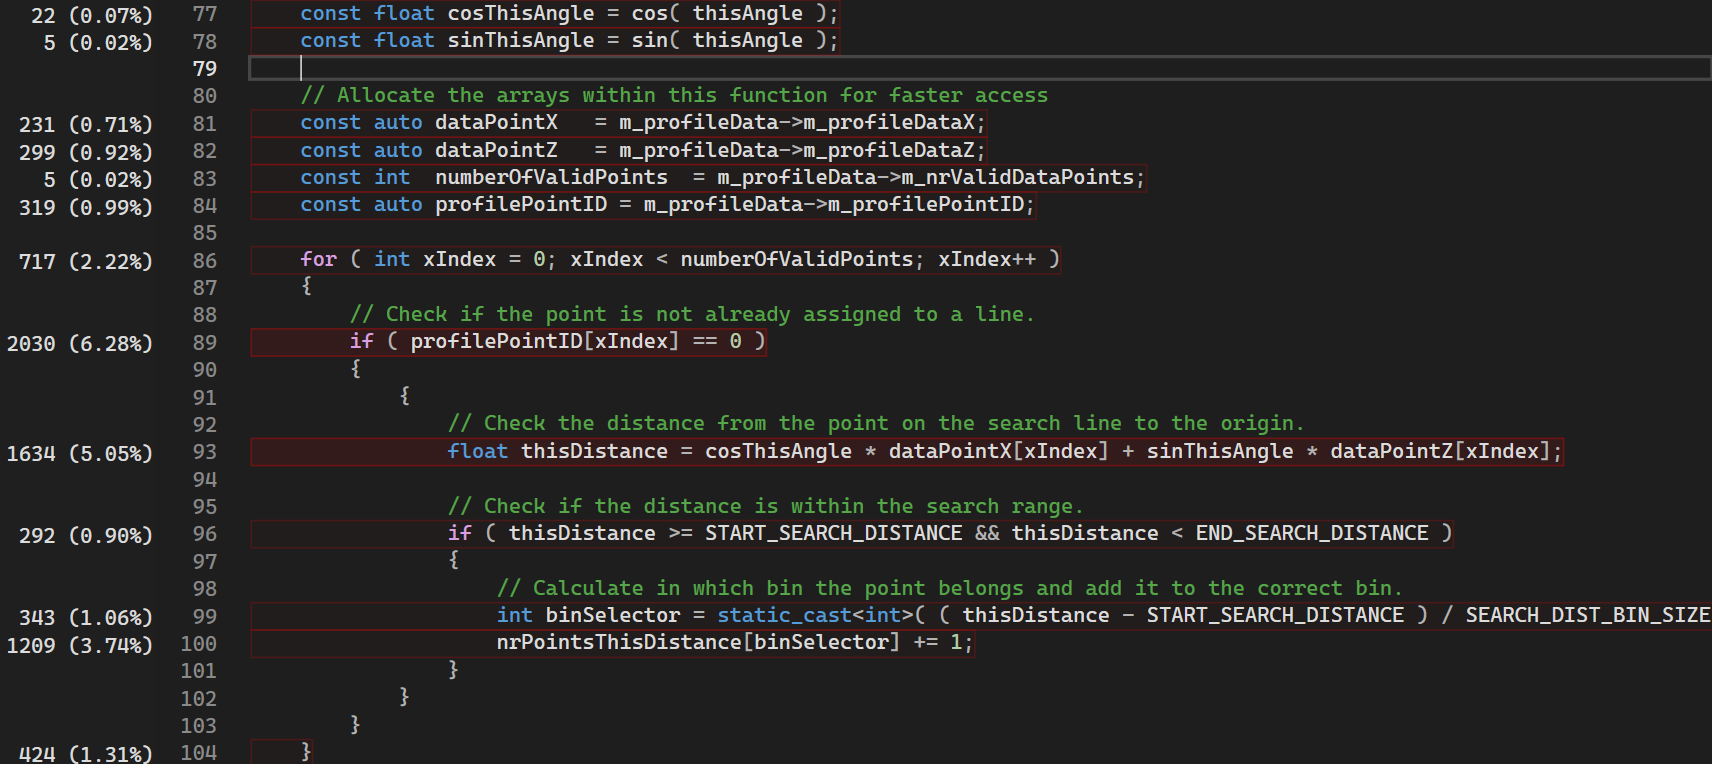 22 (0.07%) 77 const float cosThisAngle = cos( thisAngle );
5 (0.02%) 78 const float sinThisAngle = sin( thisAngle );
79
80 // Allocate the arrays within this function for faster access
231 (0.71%) 81 const auto dataPointX   = m_profileData->m_profileDataX;
299 (0.92%) 82 const auto dataPointZ   = m_profileData->m_profileDataZ;
5 (0.02%) 83 const int  numberOfValidPoints  = m_profileData->m_nrValidDataPoints;
319 (0.99%) 84 const auto profilePointID = m_profileData->m_profilePointID;
85
717 (2.22%) 86 for ( int xIndex = 0; xIndex < numberOfValidPoints; xIndex++ )
87 {
88 // Check if the point is not already assigned to a line.
2030 (6.28%) 89 if ( profilePointID[xIndex] == 0 )
90 {
91 {
92 // Check the distance from the point on the search line to the origin.
1634 (5.05%) 93 float thisDistance = cosThisAngle * dataPointX[xIndex] + sinThisAngle * dataPointZ[xIndex];
94
95 // Check if the distance is within the search range.
292 (0.90%) 96 if ( thisDistance >= START_SEARCH_DISTANCE && thisDistance < END_SEARCH_DISTANCE )
97 {
98 // Calculate in which bin the point belongs and add it to the correct bin.
343 (1.06%) 99 int binSelector = static_cast<int>( ( thisDistance - START_SEARCH_DISTANCE ) / SEARCH_DIST_BIN_SIZE
1209 (3.74%) 100 nrPointsThisDistance[binSelector] += 1;
101 }
102 }
103 }
424 (1.31%) 104 }